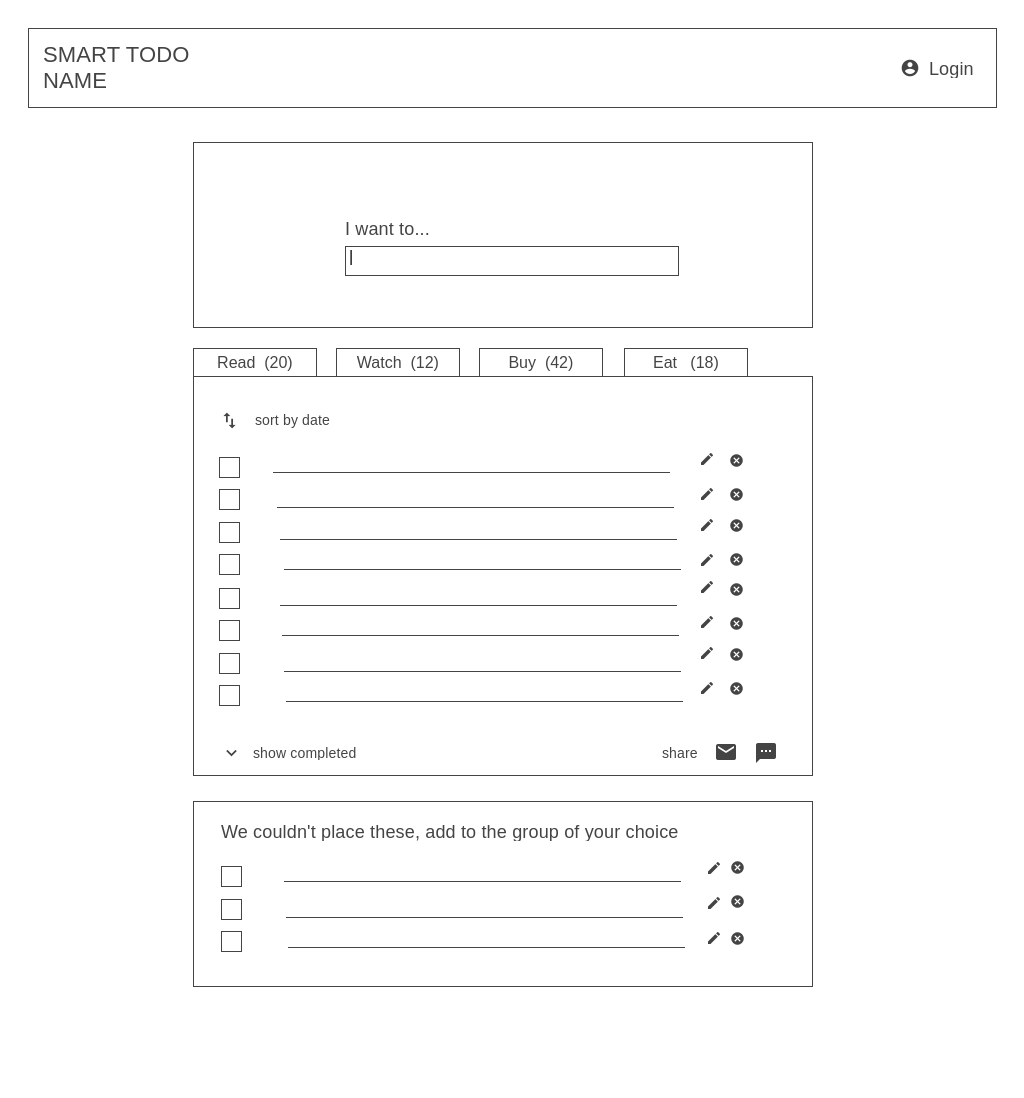 SMART TODO
NAME
Login
I want to...
Read (20)
Watch (12)
Buy (42)
Eat (18)
sort by date
show completed
share
We couldn't place these, add to the group of your choice